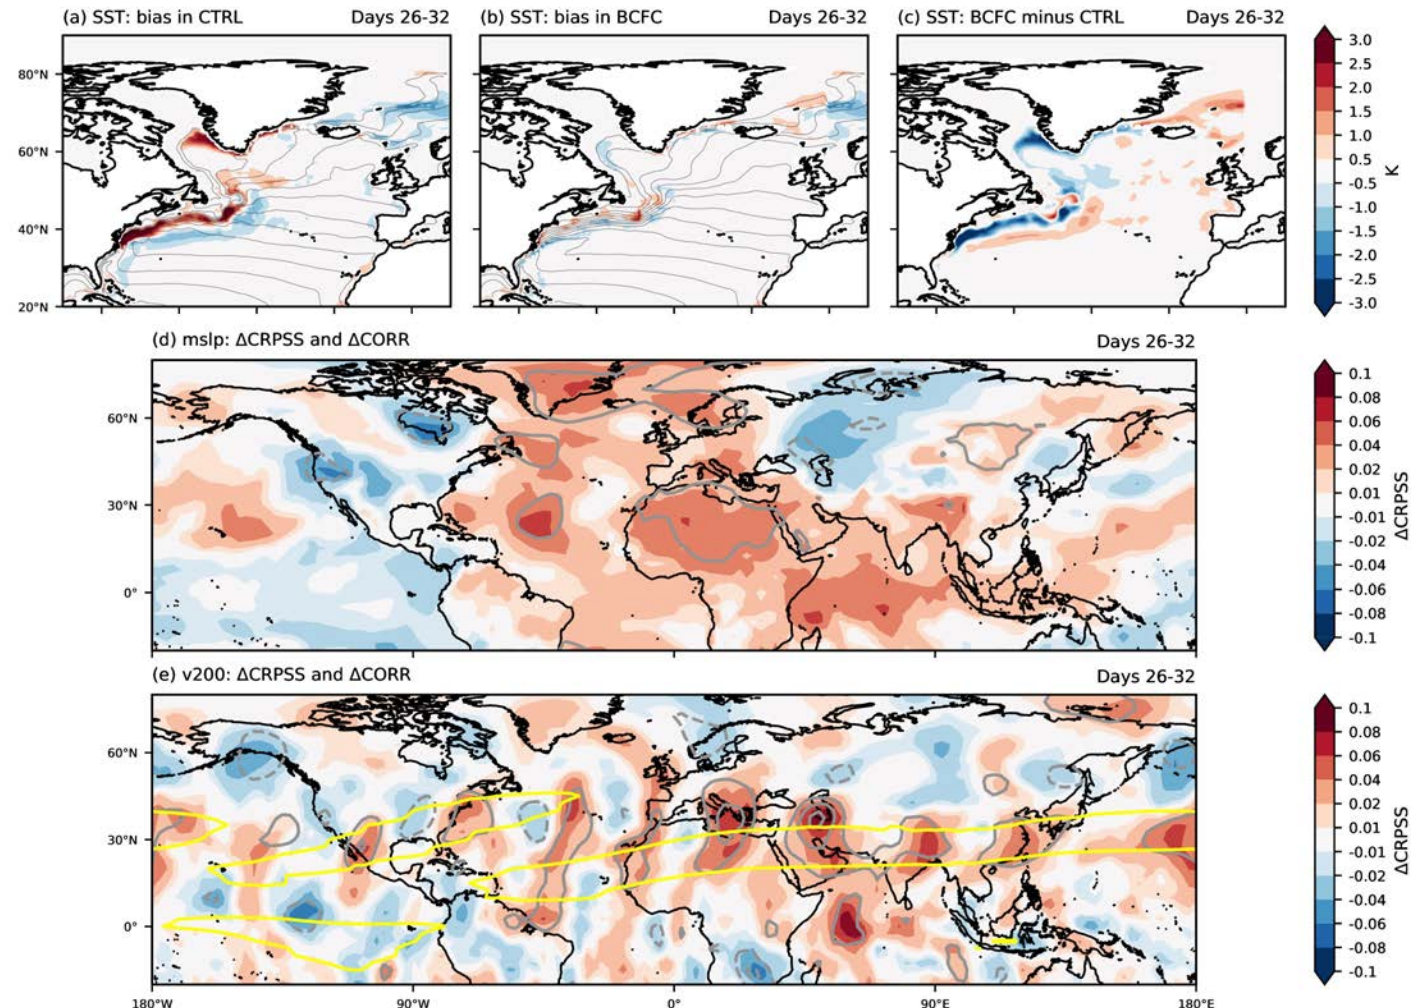 (a) SST: bias in CTRL Days 26-32
(b) SST: bias in BCFC Days 26-32
(c) SST: BCFC minus CTRL Days 26-32
80°N
60°N
40°N
20°N
3.0
2.5
2.0
1.5
1.0
0.5
-0.5
-1.0
-1.5
-2.0
-2.5
-3.0
K
(d) mslp: ΔCRPSS and ΔCORR Days 26-32
60°N
30°N
0°
0.1
0.08
0.06
0.04
0.02
0.01
-0.01
-0.02
-0.04
-0.06
-0.08
-0.1
ΔCRPSS
(e) v200: ΔCRPSS and ΔCORR Days 26-32
60°N
30°N
0°
180°W 90°W 0° 90°E 180°E
0.1
0.08
0.06
0.04
0.02
0.01
-0.01
-0.02
-0.04
-0.06
-0.08
-0.1
ΔCRPSS